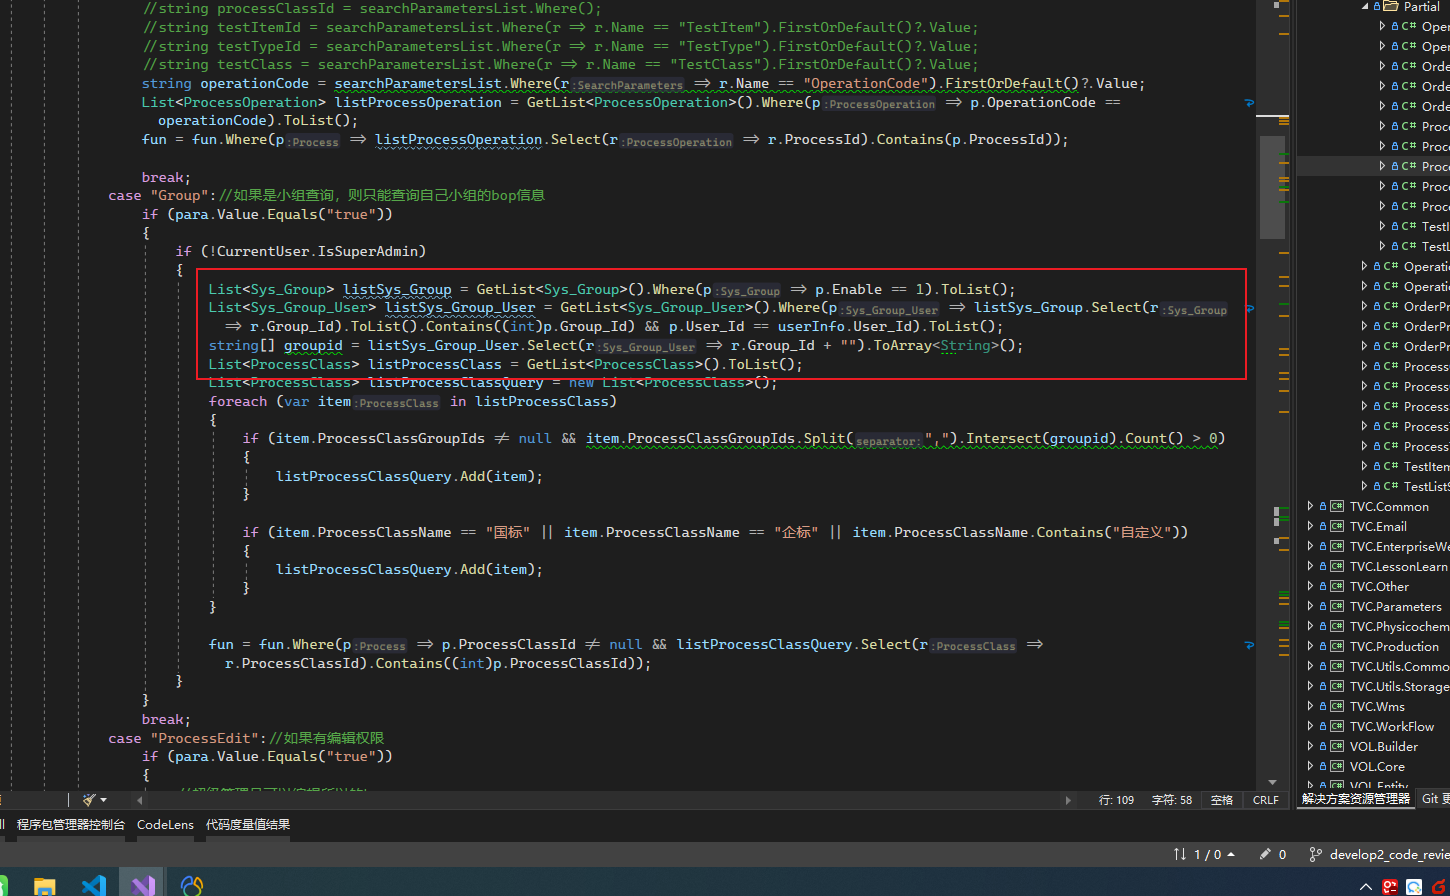 //string processClassId = searchParametersList.Where();
//string testItemId = searchParametersList.Where(r => r.Name == "TestItem").FirstOrDefault()?.Value;
//string testTypeId = searchParametersList.Where(r => r.Name == "TestType").FirstOrDefault()?.Value;
//string testClass = searchParametersList.Where(r => r.Name == "TestClass").FirstOrDefault()?.Value;
string operationCode = searchParametersList.Where(r:SearchParameters => r.Name == "OperationCode").FirstOrDefault()?.Value;
List<ProcessOperation> listProcessOperation = GetList<ProcessOperation>().Where(p:ProcessOperation => p.OperationCode ==
operationCode).ToList();
fun = fun.Where(p:Process => listProcessOperation.Select(r:ProcessOperation => r.ProcessId).Contains(p.ProcessId));
break;
case "Group"://如果是小组查询，则只能查询自己小组的bop信息
if (para.Value.Equals("true"))
{
if (!CurrentUser.IsSuperAdmin)
{
List<Sys_Group> listSys_Group = GetList<Sys_Group>().Where(p:Sys_Group => p.Enable == 1).ToList();
List<Sys_Group_User> listSys_Group_User = GetList<Sys_Group_User>().Where(p:Sys_Group_User => listSys_Group.Select(r:Sys_Group
=> r.Group_Id).ToList().Contains((int)p.Group_Id) && p.User_Id == userInfo.User_Id).ToList();
string[] groupid = listSys_Group_User.Select(r:Sys_Group_User => r.Group_Id + "").ToArray<String>();
List<ProcessClass> listProcessClass = GetList<ProcessClass>().ToList();
List<ProcessClass> listProcessClassQuery = new List<ProcessClass>();
foreach (var item:ProcessClass in listProcessClass)
{
if (item.ProcessClassGroupIds != null && item.ProcessClassGroupIds.Split(separator:",").Intersect(groupid).Count() > 0)
{
listProcessClassQuery.Add(item);
}
if (item.ProcessClassName == "国标" || item.ProcessClassName == "企标" || item.ProcessClassName.Contains("自定义"))
{
listProcessClassQuery.Add(item);
}
}
fun = fun.Where(p:Process => p.ProcessClassId != null && listProcessClassQuery.Select(r:ProcessClass =>
r.ProcessClassId).Contains((int)p.ProcessClassId));
}
}
break;
case "ProcessEdit"://如果有编辑权限
if (para.Value.Equals("true"))
{
行: 109 字符: 58 空格 CRLF
程序包管理器控制台 CodeLens 代码度量值结果
1 / 0 0 develop2_code_revie
Partial
C# Oper
C# Oper
C# Orde
C# Orde
C# Orde
C# Proce
C# Proce
C# Proce
C# Proce
C# Proce
C# TestI
C# TestL
C# Operatio
C# Operatio
C# OrderPr
C# OrderPr
C# OrderPr
C# Process
C# Process
C# Process
C# Process
C# Process
C# TestItem
C# TestListS
C# TVC.Common
C# TVC.Email
C# TVC.EnterpriseWe
C# TVC.LessonLearn
C# TVC.Other
C# TVC.Parameters
C# TVC.Physicochem
C# TVC.Production
C# TVC.Utils.Commo
C# TVC.Utils.Storage
C# TVC.Wms
C# TVC.WorkFlow
C# VOL.Builder
C# VOL.Core
C# VOL.Entity
解决方案资源管理器 Git 更